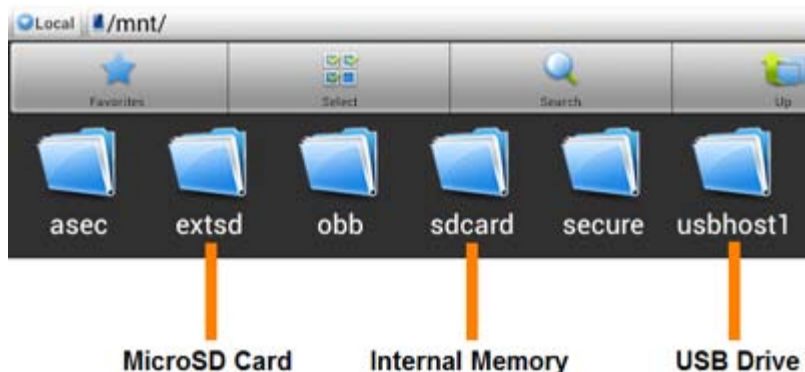 Local /mnt/
Favorites Select Search Up
asec extsd obb sdcard secure usbhost1
MicroSD Card Internal Memory USB Drive